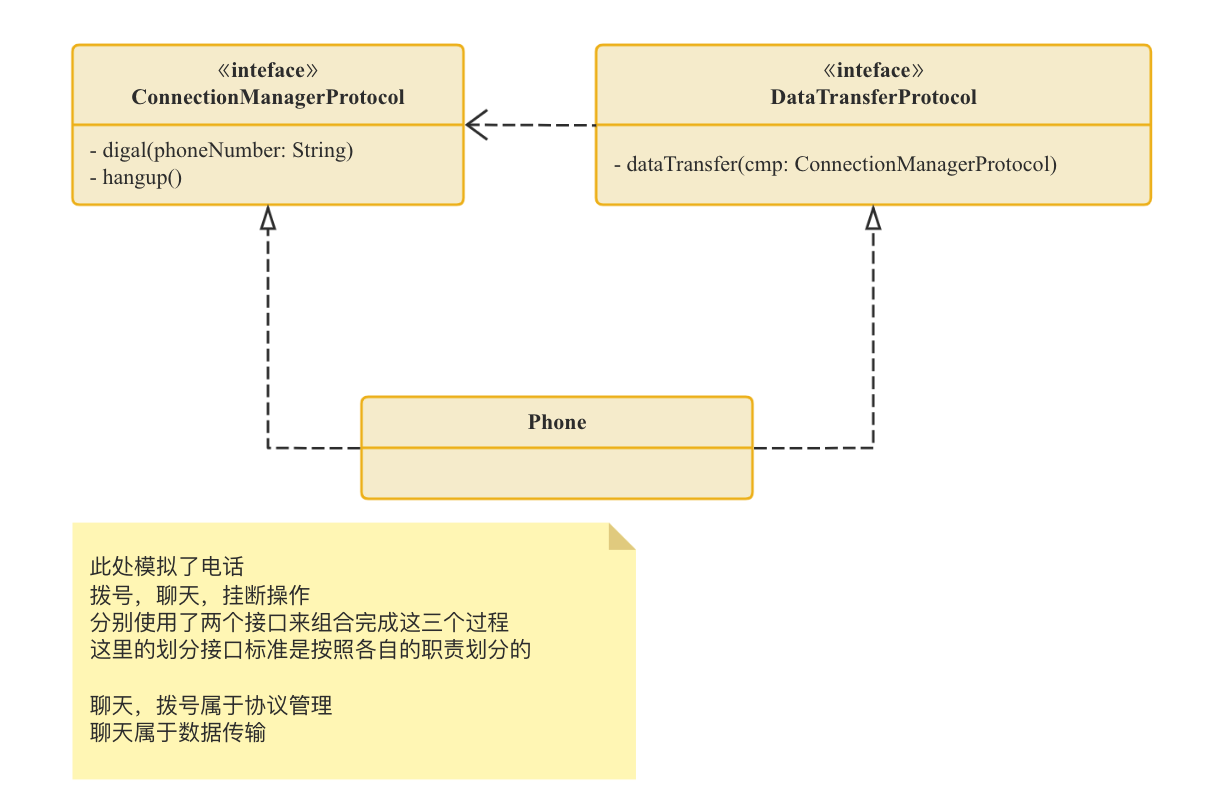 《inteface》
ConnectionManagerProtocol
- digal(phoneNumber: String)
- hangup()
《inteface》
DataTransferProtocol
- dataTransfer(cmp: ConnectionManagerProtocol)
Phone
此处模拟了电话
拨号，聊天，挂断操作
分别使用了两个接口来组合完成这三个过程
这里的划分接口标准是按照各自的职责划分的
聊天，拨号属于协议管理
聊天属于数据传输